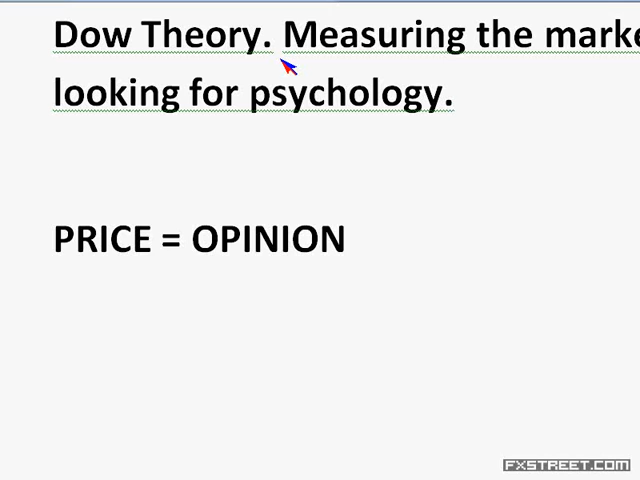 Dow Theory. Measuring the marke
looking for psychology.
PRICE = OPINION
FXSTREET.COM